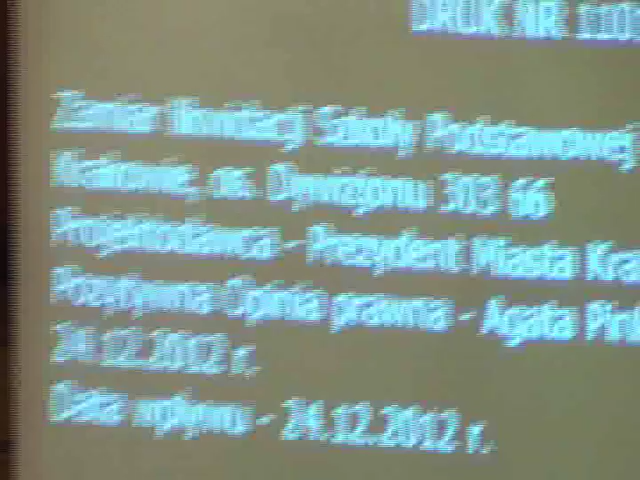 DRUK NR
Zamiar likwidacji Szkoły Podstawowej
Krakowie, os. Dywizjonu 303 66
Projektodawca - Prezydent Miasta Kra
Pozytywna Opinia prawna - Agata
24.12.2012 r.
Data wpływu - 24.12.2012 r.